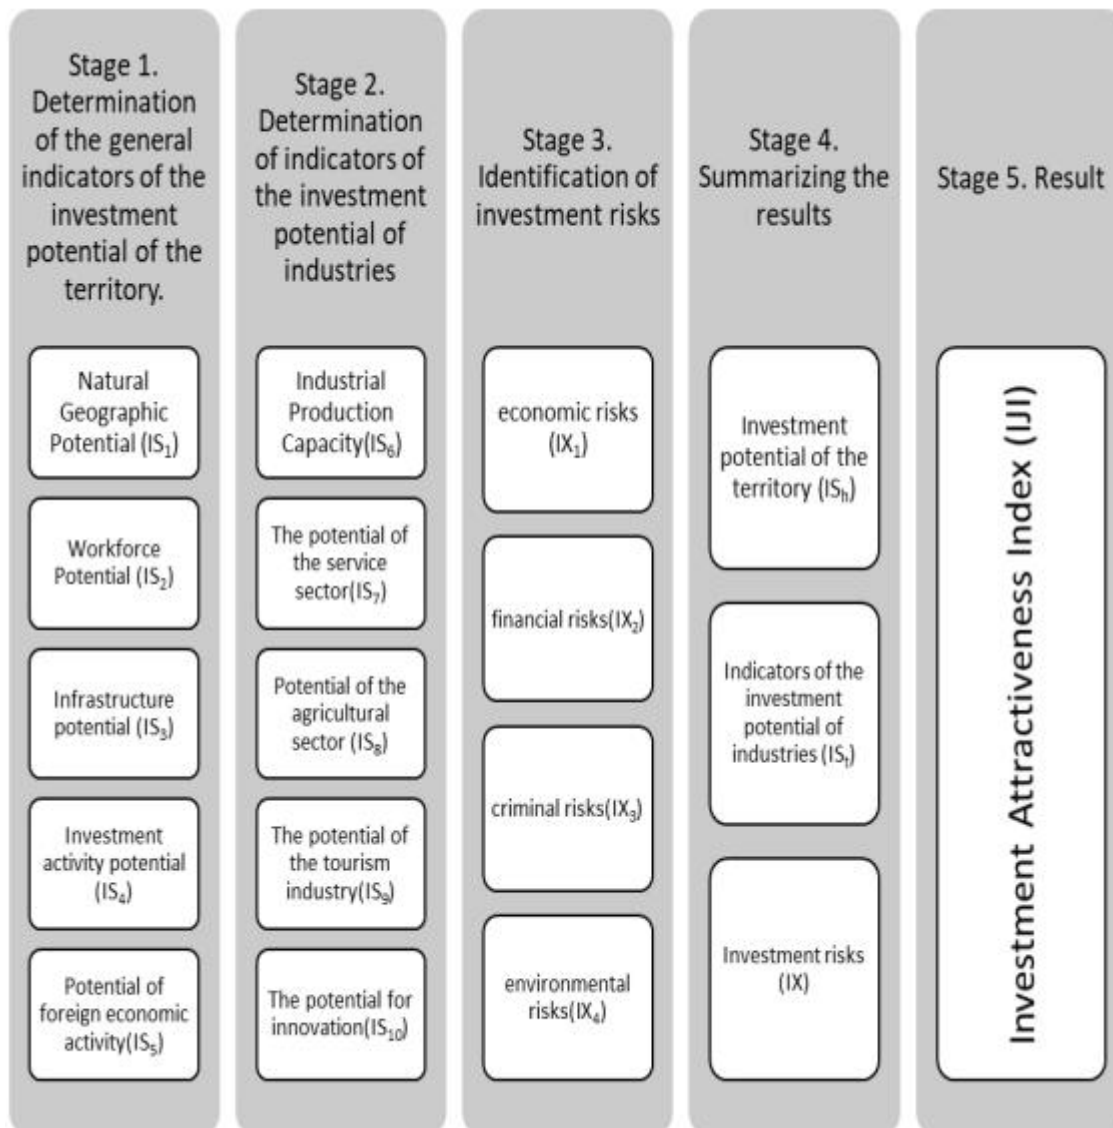 Stage 1.
Determination
of the general
indicators of the
investment
potential of the
territory.
Natural
Geographic
Potential (IS₁)
Workforce
Potential (IS₂)
Infrastructure
potential (IS₃)
Investment
activity potential
(IS₄)
Potential of
foreign economic
activity(IS₅)
Stage 2.
Determination
of indicators of
the investment
potential of
industries
Industrial
Production
Capacity(IS₆)
The potential of
the service
sector(IS₇)
Potential of the
agricultural
sector (IS₈)
The potential of
the tourism
industry(IS₉)
The potential for
innovation(IS₁₀)
Stage 3.
Identification of
investment risks
economic risks
(IX₁)
financial risks(IX₂)
criminal risks(IX₃)
environmental
risks(IX₄)
Stage 4.
Summarizing the
results
Investment
potential of the
territory (ISₕ)
Indicators of the
investment
potential of
industries (ISₜ)
Investment risks
(IX)
Stage 5. Result
Investment Attractiveness Index (IJI)